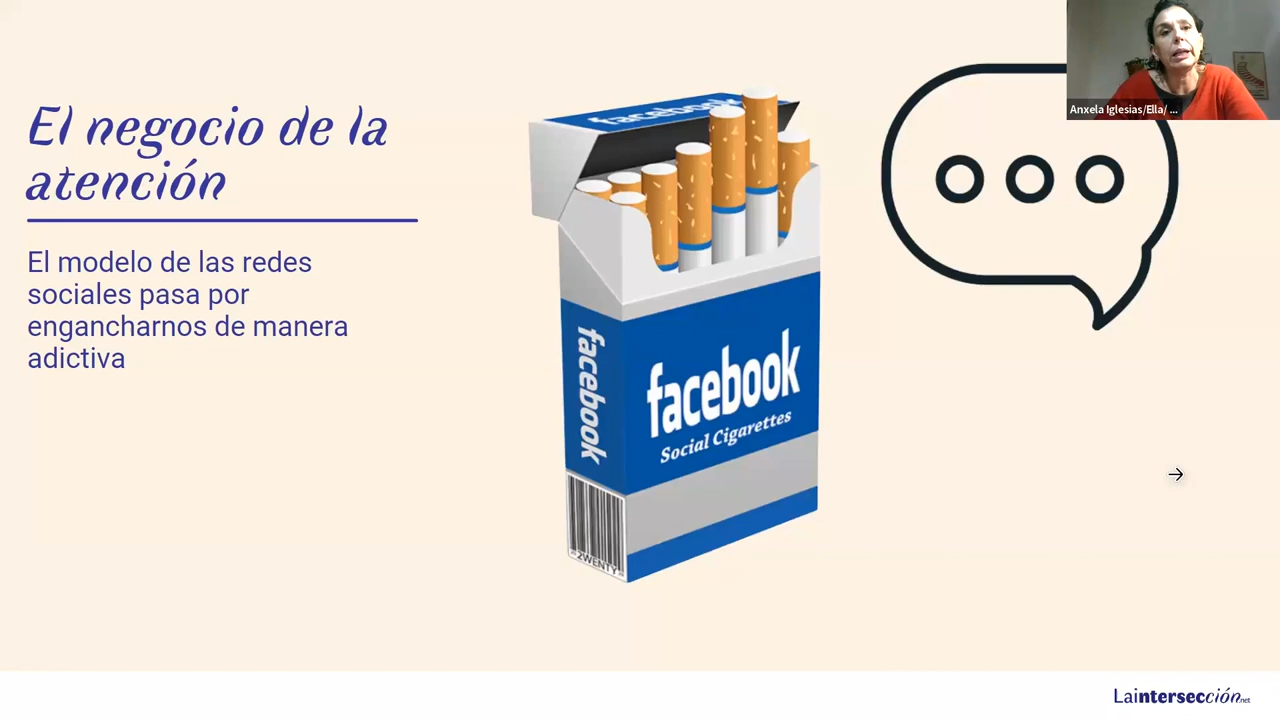 El negocio de la
atención
El modelo de las redes
sociales pasa por
engancharnos de manera
adictiva
facebook
facebook
facebook
Social Cigarettes
2WENTY
Anxela Iglesias/Ella/ ...
Laintersección.net